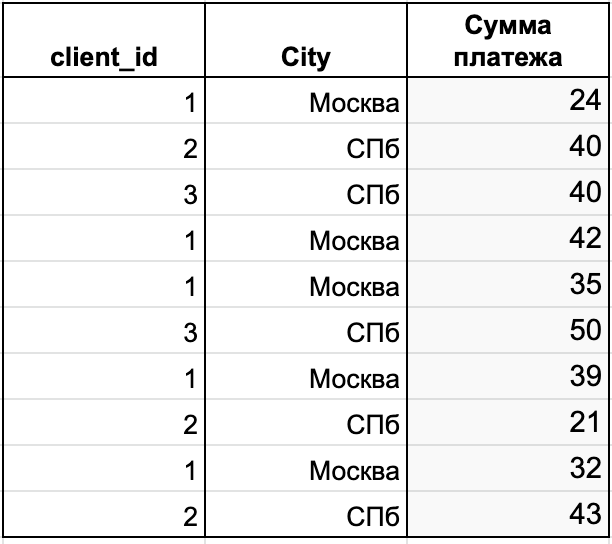 client_id City Сумма платежа
1 Москва 24
2 СПб 40
3 СПб 40
1 Москва 42
1 Москва 35
3 СПб 50
1 Москва 39
2 СПб 21
1 Москва 32
2 СПб 43